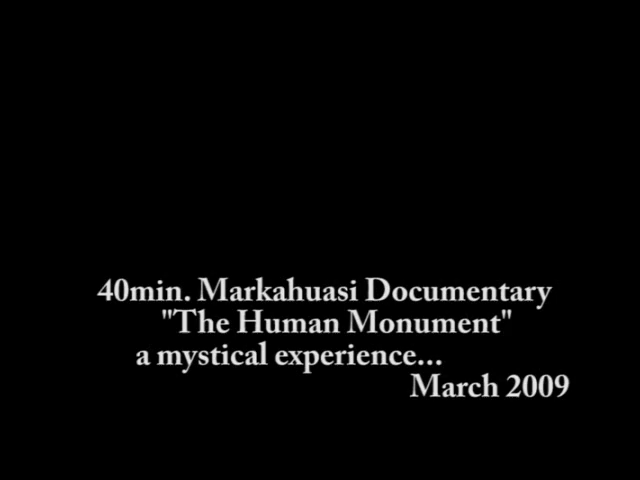 40min. Markahuasi Documentary
"The Human Monument"
a mystical experience...
March 2009